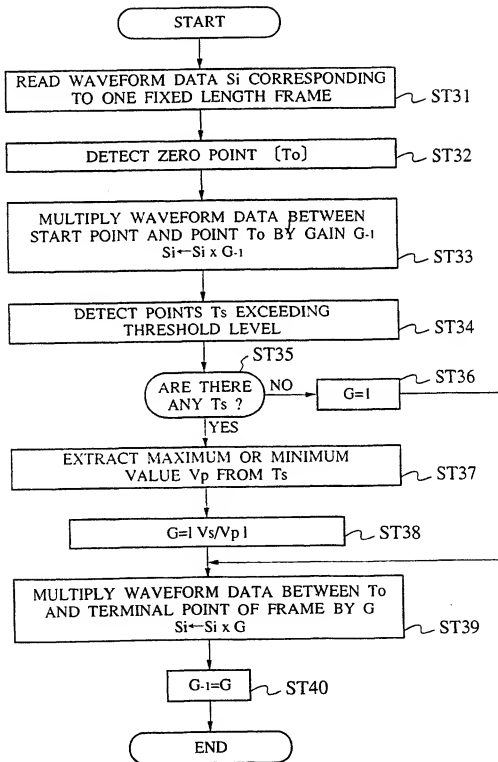 START
READ WAVEFORM DATA Si CORRESPONDING
TO ONE FIXED LENGTH FRAME
ST31
DETECT ZERO POINT [To]
ST32
MULTIPLY WAVEFORM DATA BETWEEN
START POINT AND POINT To BY GAIN G-1
Si←Si x G-1
ST33
DETECT POINTS Ts EXCEEDING
THRESHOLD LEVEL
ST34
ST35
ARE THERE
ANY Ts ?
NO
G=1
ST36
YES
EXTRACT MAXIMUM OR MINIMUM
VALUE Vp FROM Ts
ST37
G=| Vs/Vp |
ST38
MULTIPLY WAVEFORM DATA BETWEEN To
AND TERMINAL POINT OF FRAME BY G
Si←Si x G
ST39
G-1=G
ST40
END